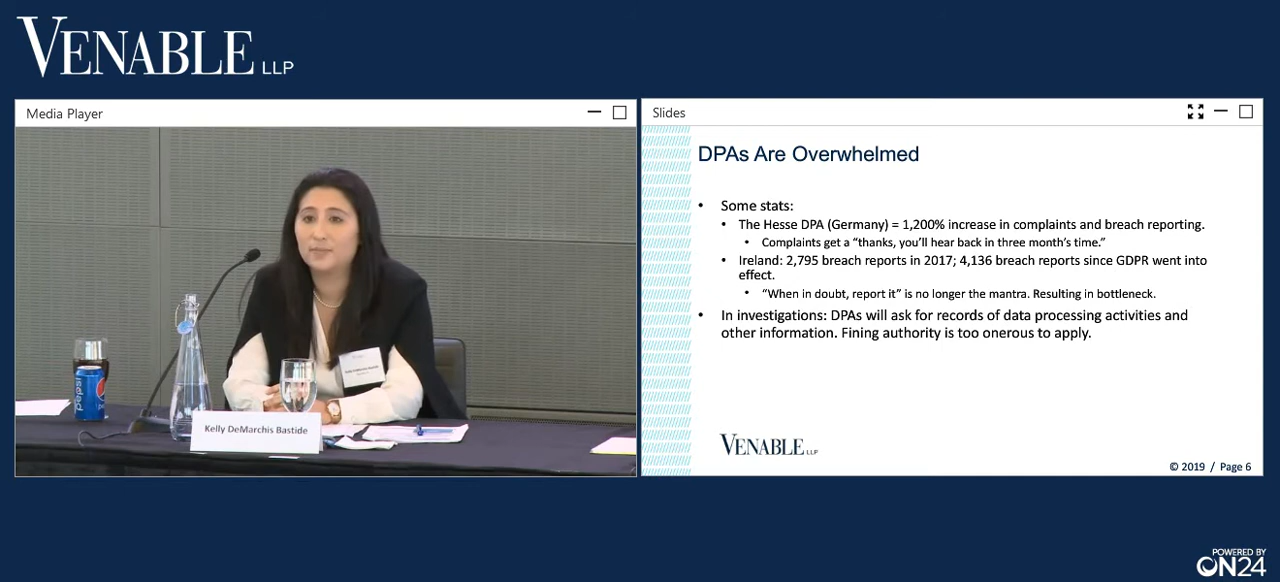 VENABLE LLP
Media Player
Slides
DPAs Are Overwhelmed
• Some stats:
• The Hesse DPA (Germany) = 1,200% increase in complaints and breach reporting.
• Complaints get a “thanks, you’ll hear back in three month’s time.”
• Ireland: 2,795 breach reports in 2017; 4,136 breach reports since GDPR went into
effect.
• “When in doubt, report it” is no longer the mantra. Resulting in bottleneck.
• In investigations: DPAs will ask for records of data processing activities and
other information. Fining authority is too onerous to apply.
VENABLE LLP
© 2019 / Page 6
pepsi
Kelly DeMarchis Bastide
Kelly DeMarchis Bastide
POWERED BY
ON24